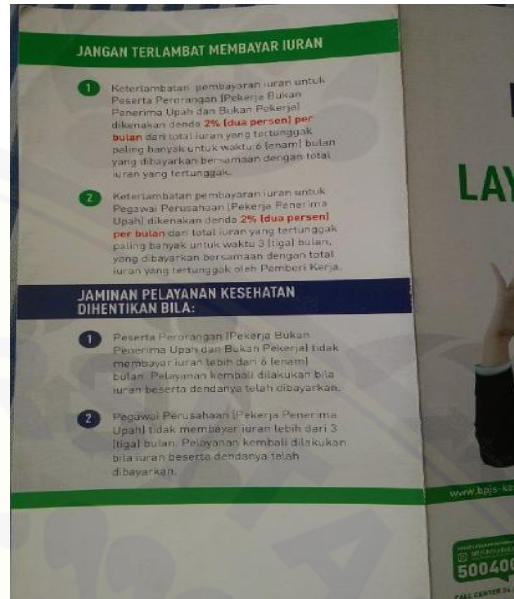 JANGAN TERLAMBAT MEMBAYAR IURAN
1 Keterlambatan pembayaran iuran untuk
Peserta Perorangan (Pekerja Bukan
Penerima Upah dan Bukan Pekerja)
dikenakan denda 2% (dua persen) per
bulan dari total iuran yang tertunggak
paling banyak untuk waktu 6 (enam) bulan
yang dibayarkan bersamaan dengan total
iuran yang tertunggak.
2 Keterlambatan pembayaran iuran untuk
Pegawai Perusahaan (Pekerja Penerima
Upah) dikenakan denda 2% (dua persen)
per bulan dari total iuran yang tertunggak
paling banyak untuk waktu 3 (tiga) bulan,
yang dibayarkan bersamaan dengan total
iuran yang tertunggak oleh Pemberi Kerja.
JAMINAN PELAYANAN KESEHATAN
DIHENTIKAN BILA:
1 Peserta Perorangan (Pekerja Bukan
Penerima Upah dan Bukan Pekerja) tidak
membayar iuran lebih dari 6 (enam)
bulan. Pelayanan kembali dilakukan bila
iuran beserta dendanya telah dibayarkan.
2 Pegawai Perusahaan (Pekerja Penerima
Upah) tidak membayar iuran lebih dari 3
(tiga) bulan. Pelayanan kembali dilakukan
bila iuran beserta dendanya telah
dibayarkan.
LAY
www.bpjs-ke
500400
CALL CENTER 24